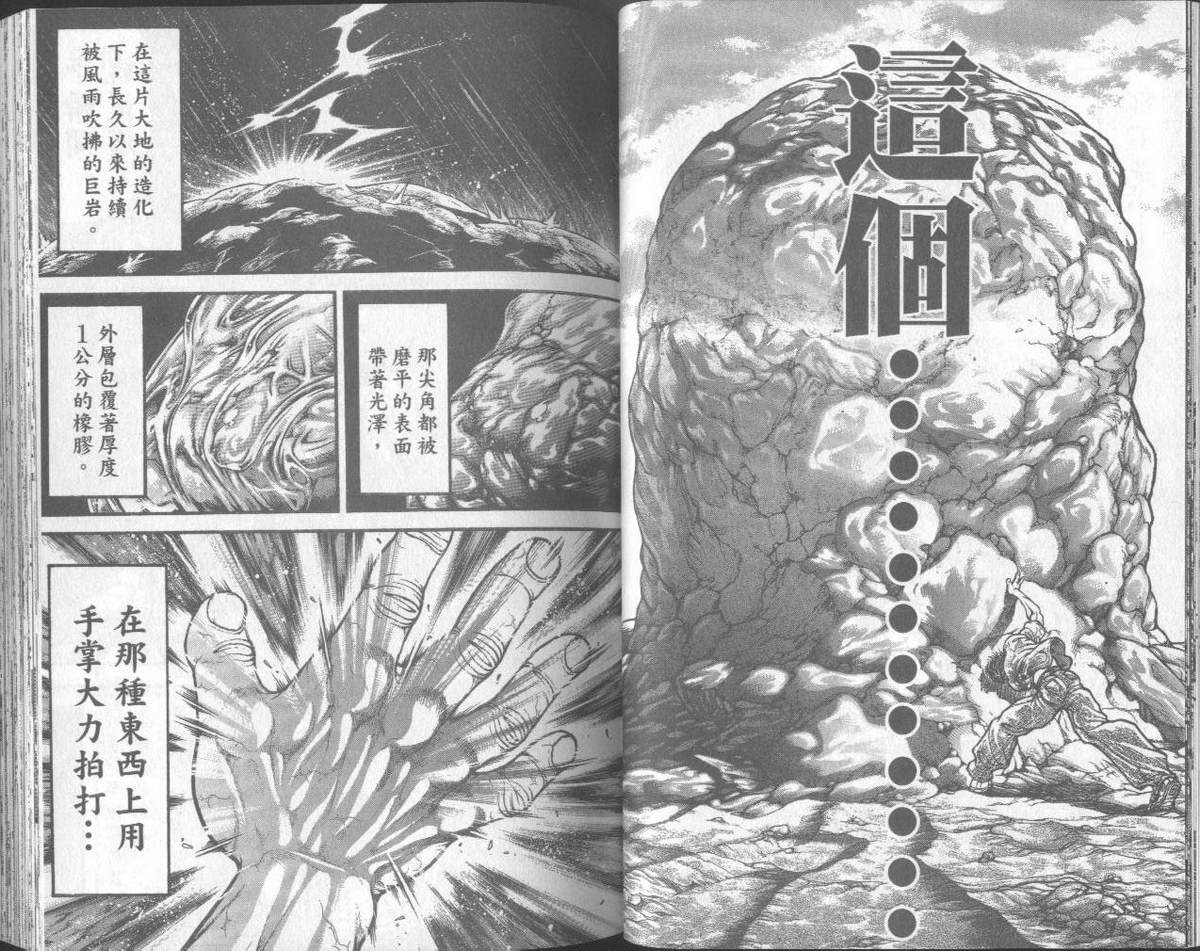 這個••••••••••••
在這片大地的造化
下，長久以來持續
被風雨吹拂的巨岩。
那尖角都被
磨平的表面
帶著光澤，
外層包覆著厚度
1公分的橡膠。
在那種東西上用
手掌大力拍打…